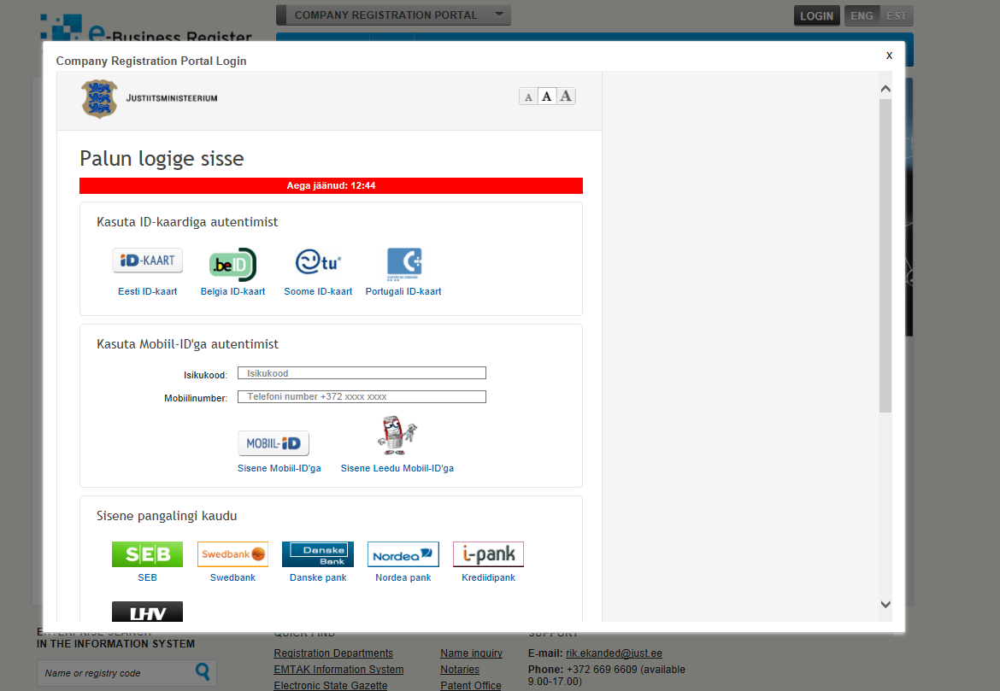 COMPANY REGISTRATION PORTAL
LOGIN
ENG EST
e-Business Register
Company Registration Portal Login
x
JUSTIITSMINISTEERIUM
A A A
Palun logige sisse
Aega jäänud: 12:44
Kasuta ID-kaardiga autentimist
iD-KAART
.beID
tu
Eesti ID-kaart
Belgia ID-kaart
Soome ID-kaart
Portugali ID-kaart
Kasuta Mobiil-ID'ga autentimist
Isikukood: Isikukood
Mobiilinumber: Telefoni number +372 xxxx xxxx
MOBIIL-iD
Sisene Mobiil-ID'ga
Sisene Leedu Mobiil-ID'ga
Sisene pangalingi kaudu
SEB
Swedbank
Danske Bank
Nordea
i-pank
SEB
Swedbank
Danske pank
Nordea pank
Krediidipank
LHV
ENTERPRISE SEARCH
IN THE INFORMATION SYSTEM
Name or registry code
QUICK FIND
Registration Departments
EMTAK Information System
Electronic State Gazette
Name inquiry
Notaries
Patent Office
SUPPORT
E-mail: rik.ekanded@just.ee
Phone: +372 669 6609 (available
9.00-17.00)